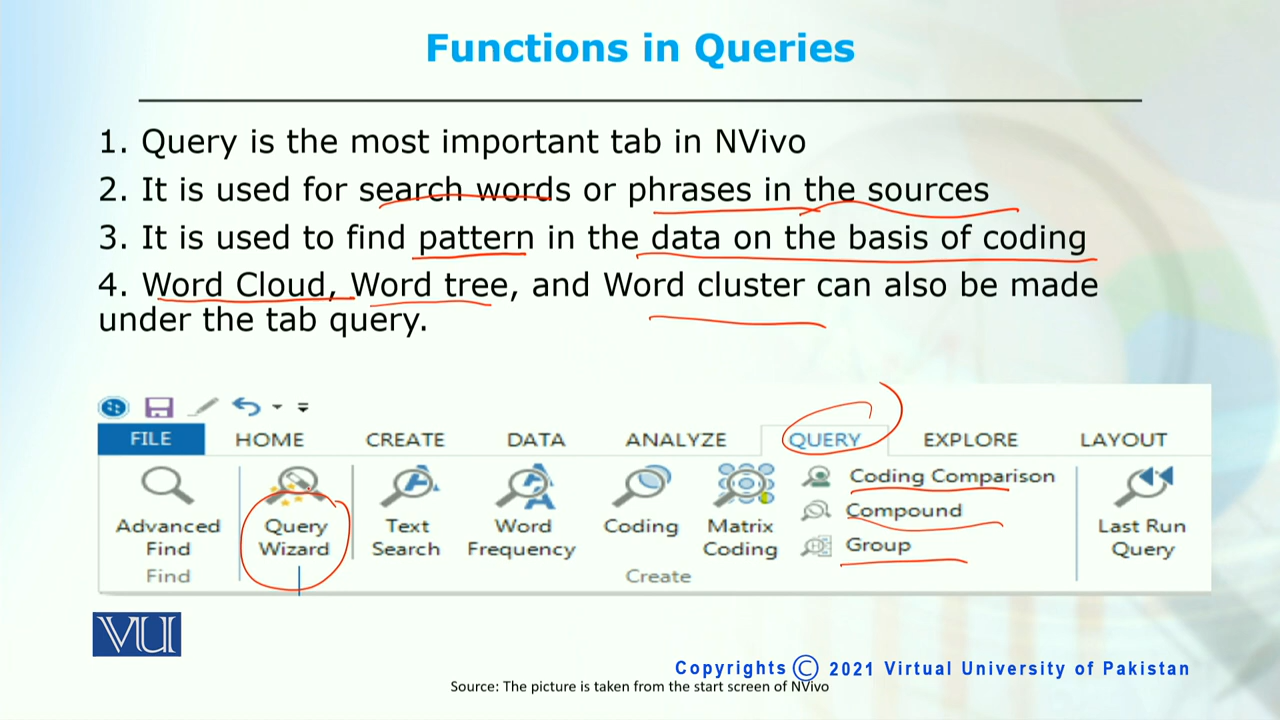 Functions in Queries
1. Query is the most important tab in NVivo
2. It is used for search words or phrases in the sources
3. It is used to find pattern in the data on the basis of coding
4. Word Cloud, Word tree, and Word cluster can also be made
under the tab query.
FILE HOME CREATE DATA ANALYZE QUERY EXPLORE LAYOUT
Advanced Find
Query Wizard
Text Search
Word Frequency
Coding
Matrix Coding
Coding Comparison
Compound
Group
Last Run Query
Find
Create
VU
Copyrights © 2021 Virtual University of Pakistan
Source: The picture is taken from the start screen of NVivo